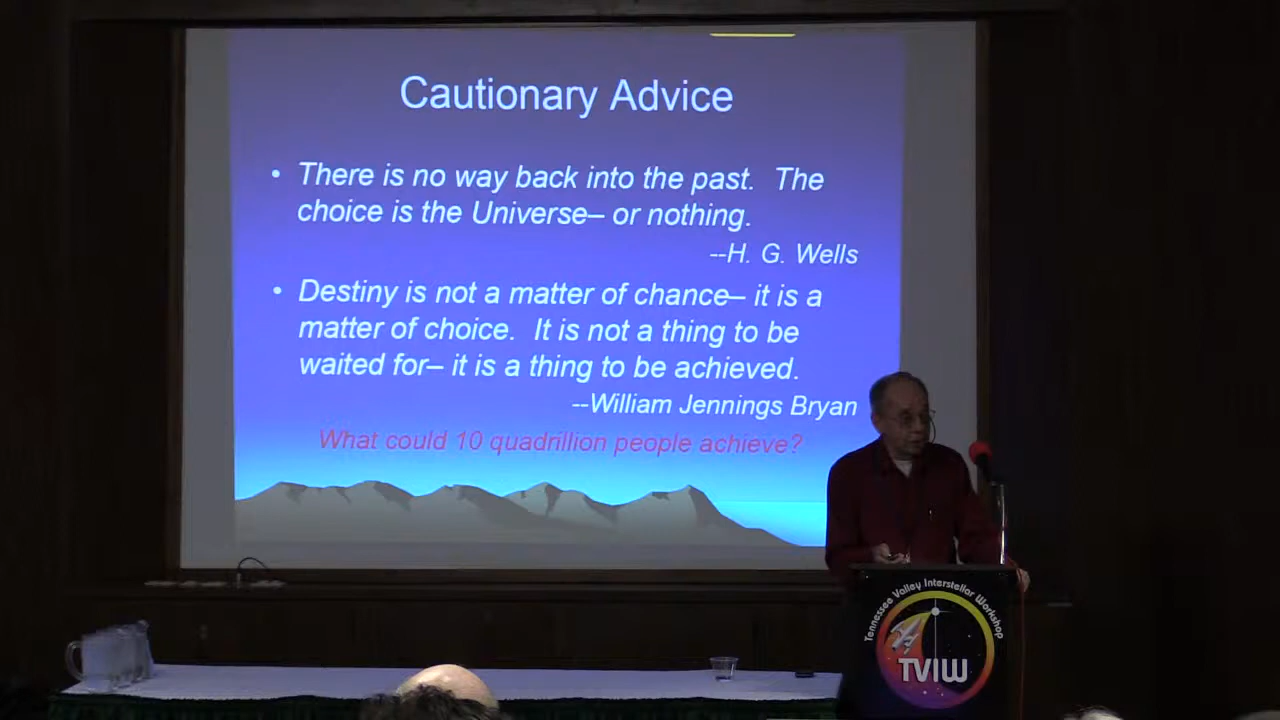 Cautionary Advice
• There is no way back into the past. The
choice is the Universe– or nothing.
--H. G. Wells
• Destiny is not a matter of chance– it is a
matter of choice. It is not a thing to be
waited for– it is a thing to be achieved.
--William Jennings Bryan
What could 10 quadrillion people achieve?
Tennessee Valley Interstellar Workshop
TVIW